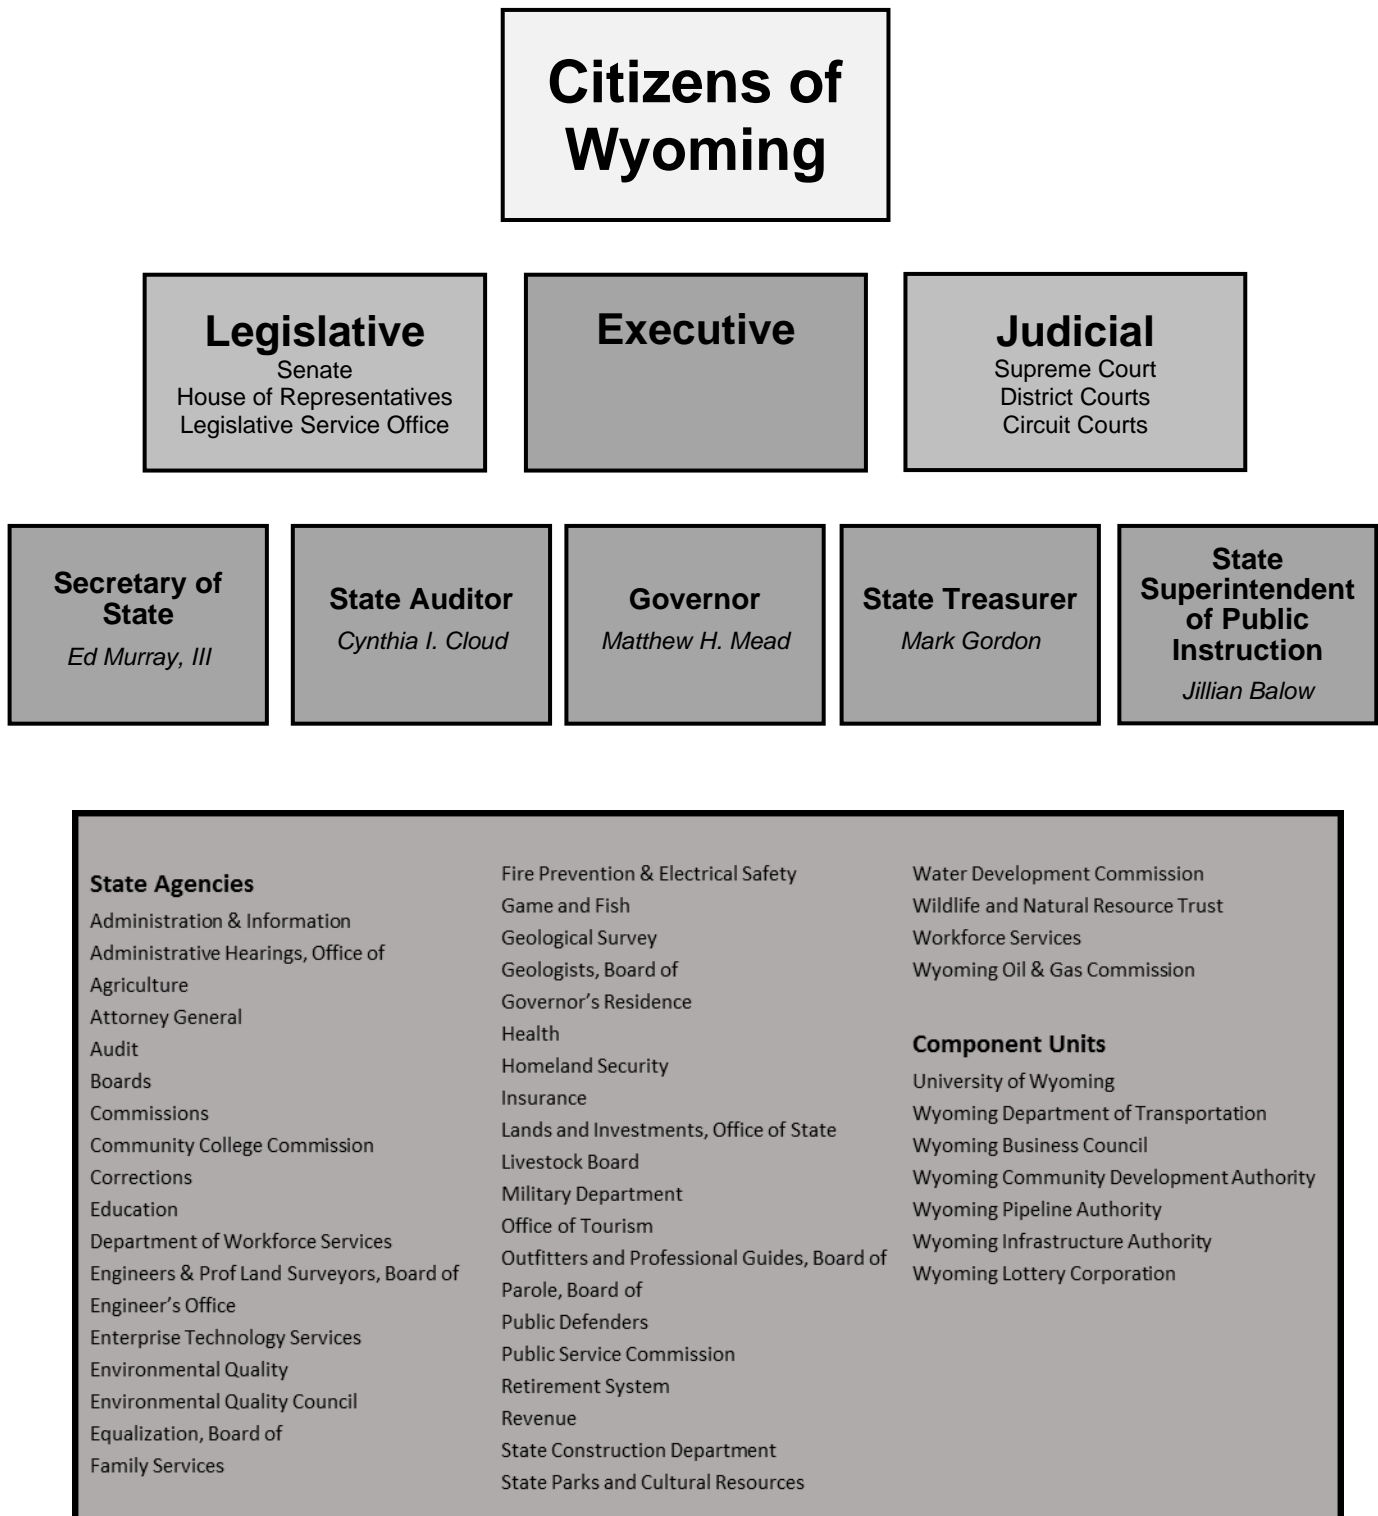 Citizens of
Wyoming
Legislative
Senate
House of Representatives
Legislative Service Office
Executive
Judicial
Supreme Court
District Courts
Circuit Courts
Secretary of
State
Ed Murray, III
State Auditor
Cynthia I. Cloud
Governor
Matthew H. Mead
State Treasurer
Mark Gordon
State
Superintendent
of Public
Instruction
Jillian Balow
State Agencies
Administration & Information
Administrative Hearings, Office of
Agriculture
Attorney General
Audit
Boards
Commissions
Community College Commission
Corrections
Education
Department of Workforce Services
Engineers & Prof Land Surveyors, Board of
Engineer’s Office
Enterprise Technology Services
Environmental Quality
Environmental Quality Council
Equalization, Board of
Family Services
Fire Prevention & Electrical Safety
Game and Fish
Geological Survey
Geologists, Board of
Governor’s Residence
Health
Homeland Security
Insurance
Lands and Investments, Office of State
Livestock Board
Military Department
Office of Tourism
Outfitters and Professional Guides, Board of
Parole, Board of
Public Defenders
Public Service Commission
Retirement System
Revenue
State Construction Department
State Parks and Cultural Resources
Water Development Commission
Wildlife and Natural Resource Trust
Workforce Services
Wyoming Oil & Gas Commission
Component Units
University of Wyoming
Wyoming Department of Transportation
Wyoming Business Council
Wyoming Community Development Authority
Wyoming Pipeline Authority
Wyoming Infrastructure Authority
Wyoming Lottery Corporation